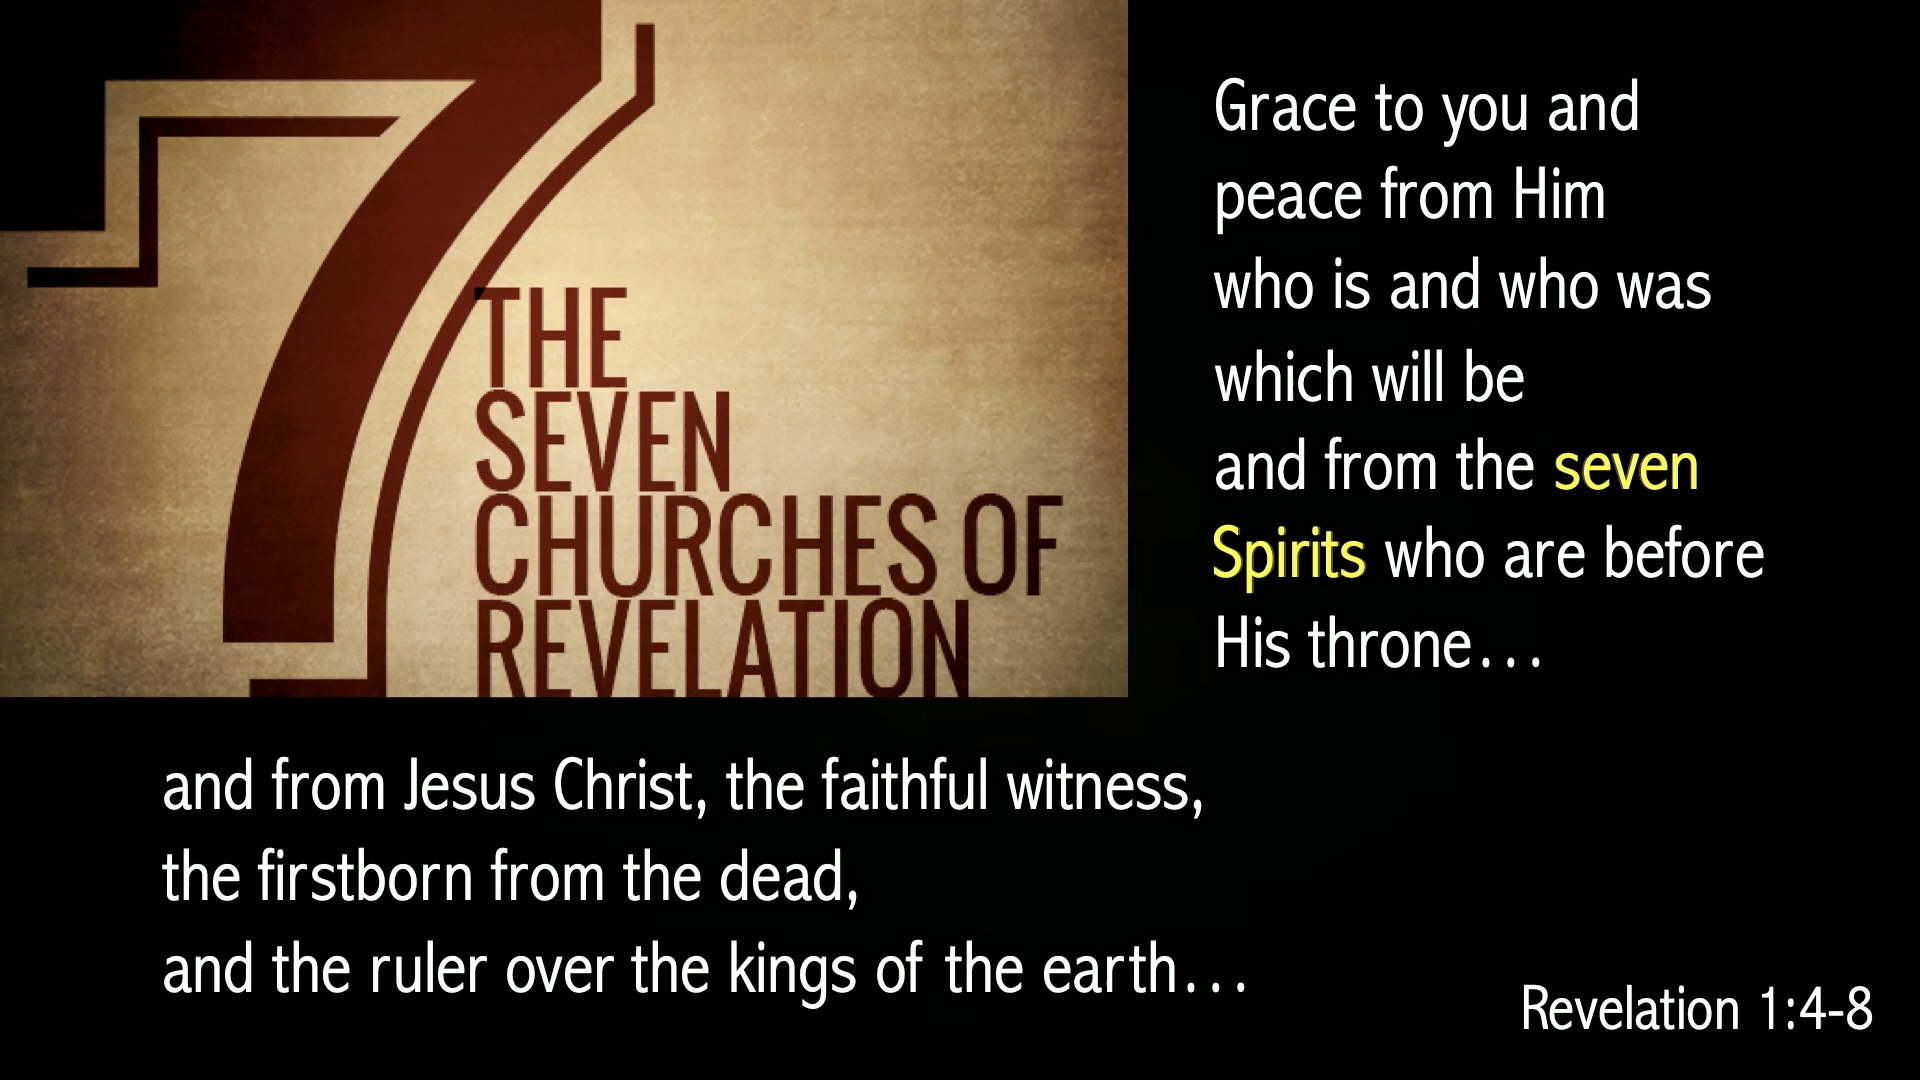 7
THE
SEVEN
CHURCHES OF
REVELATION
Grace to you and
peace from Him
who is and who was
which will be
and from the seven
Spirits who are before
His throne…
and from Jesus Christ, the faithful witness,
the firstborn from the dead,
and the ruler over the kings of the earth…
Revelation 1:4-8